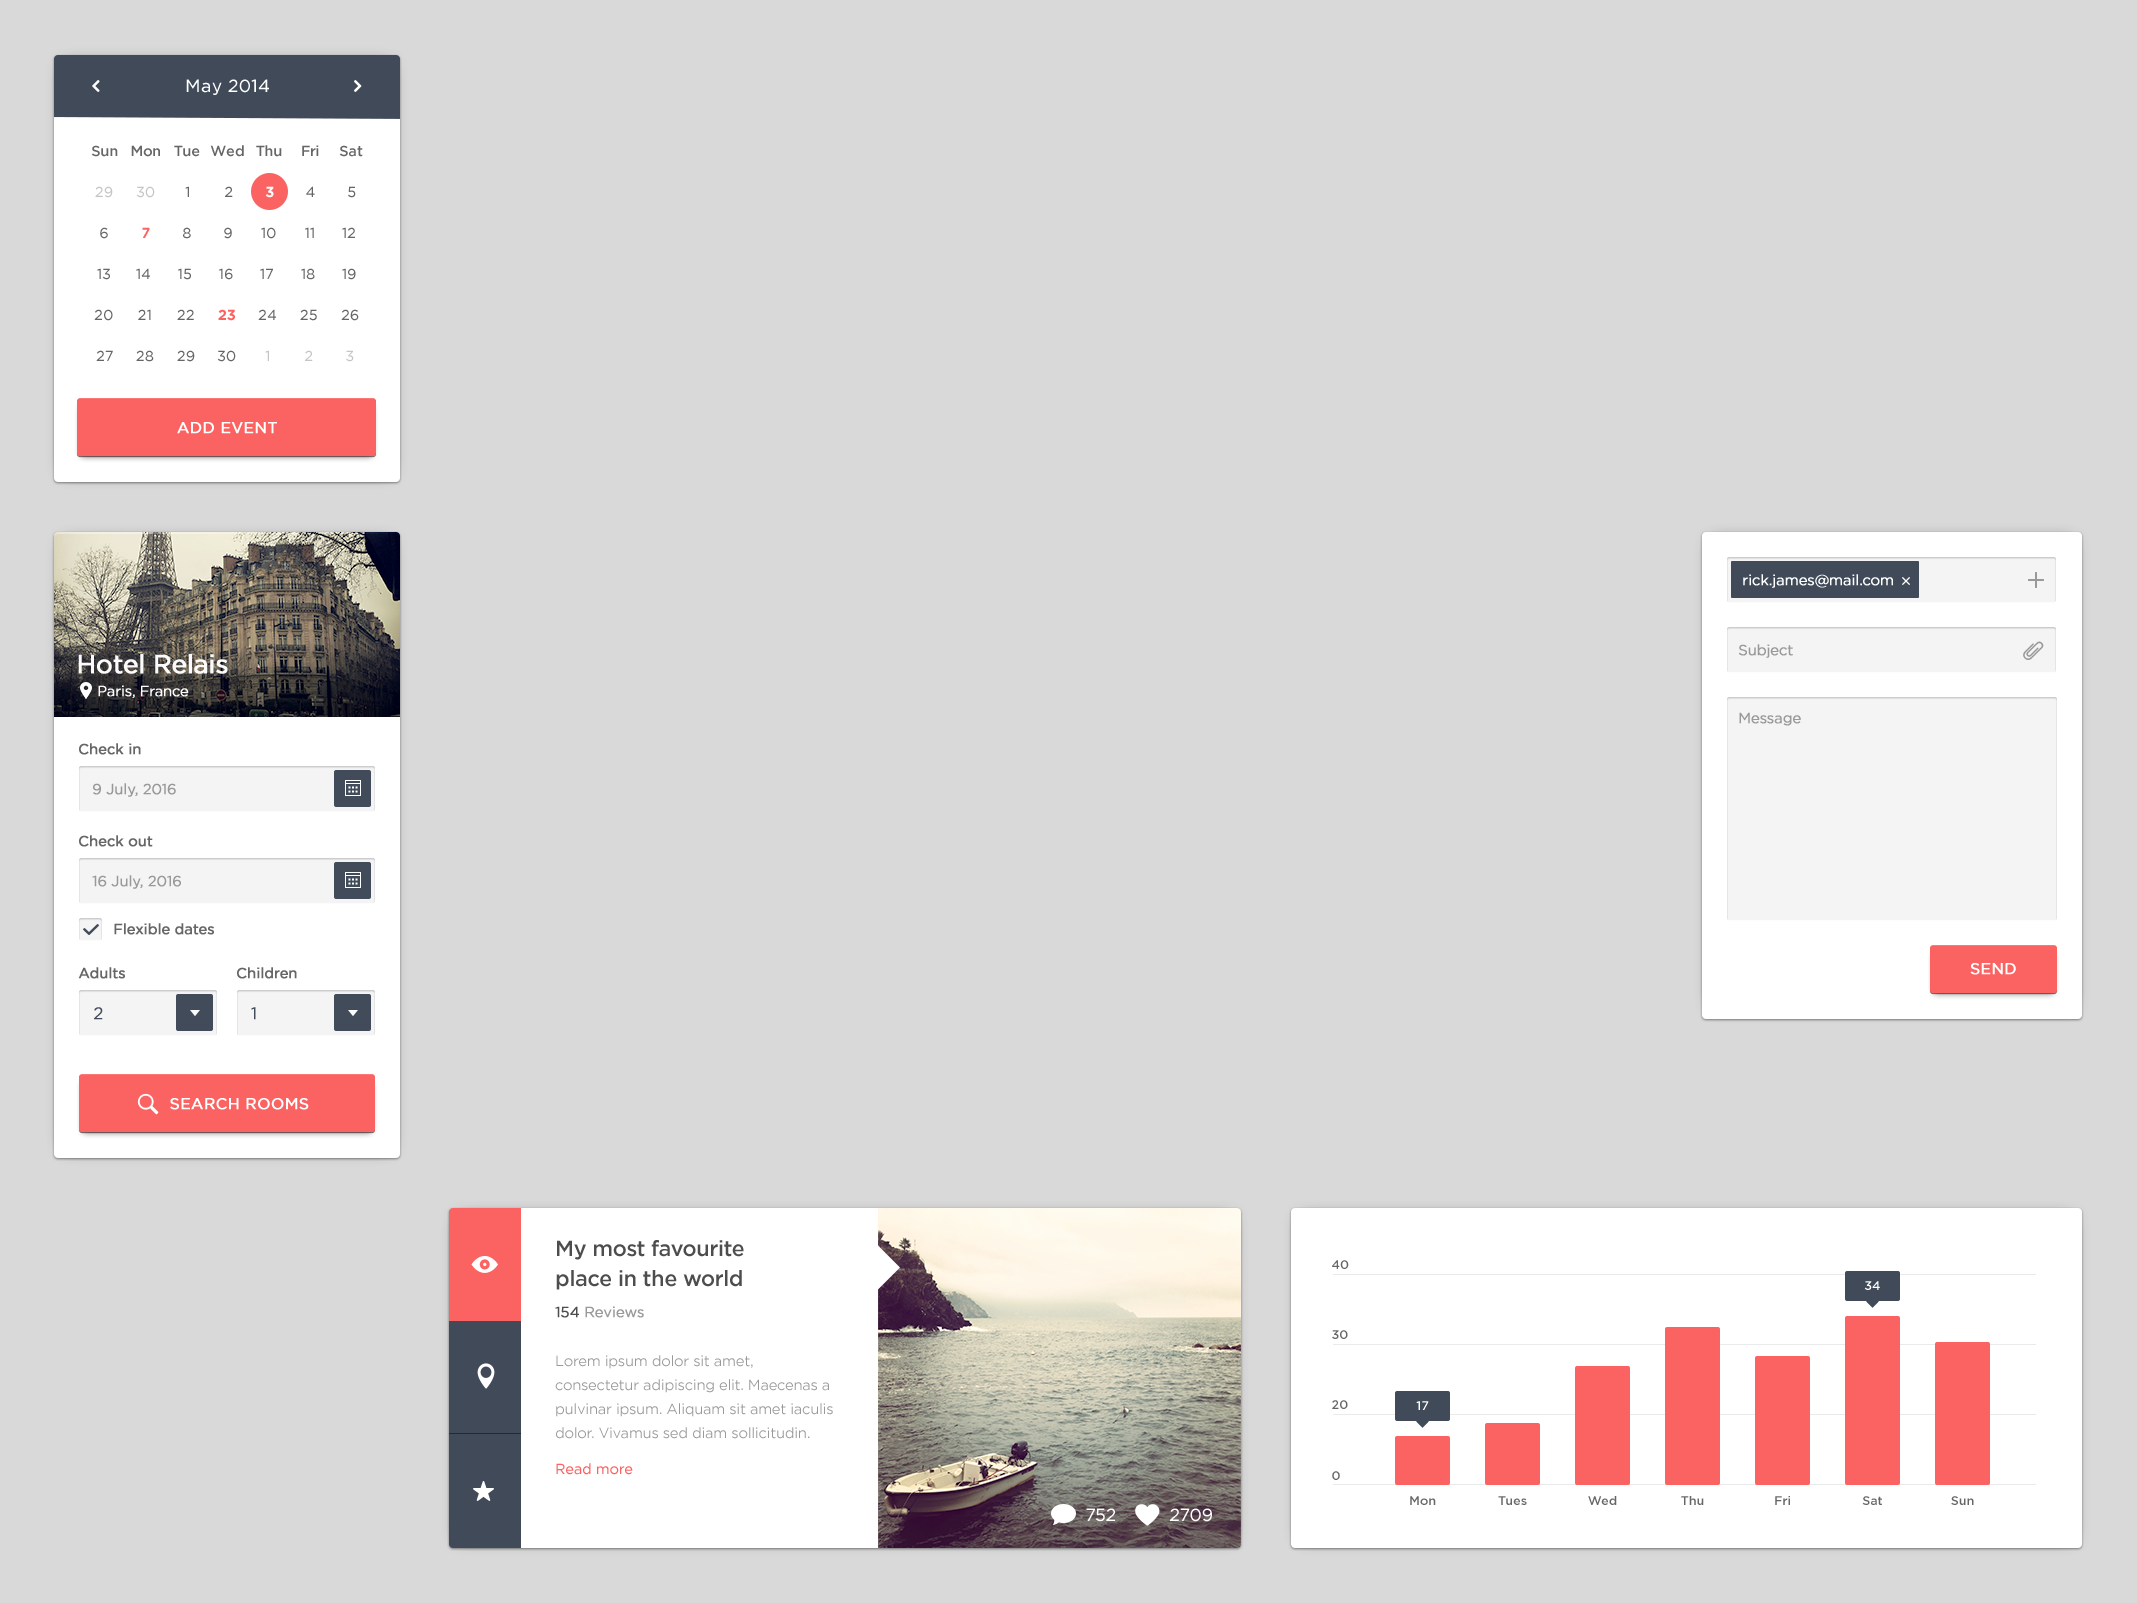 May 2014
Sun Mon Tue Wed Thu Fri Sat
29 30 1 2 3 4 5
6 7 8 9 10 11 12
13 14 15 16 17 18 19
20 21 22 23 24 25 26
27 28 29 30 1 2 3
ADD EVENT
Hotel Relais
Paris, France
Check in
9 July, 2016
Check out
16 July, 2016
Flexible dates
Adults Children
2 1
SEARCH ROOMS
rick.james@mail.com ×
Subject
Message
SEND
My most favourite
place in the world
154 Reviews
Lorem ipsum dolor sit amet,
consectetur adipiscing elit. Maecenas a
pulvinar ipsum. Aliquam sit amet iaculis
dolor. Vivamus sed diam sollicitudin.
Read more
752 2709
40
34
30
17
20
0
Mon Tues Wed Thu Fri Sat Sun